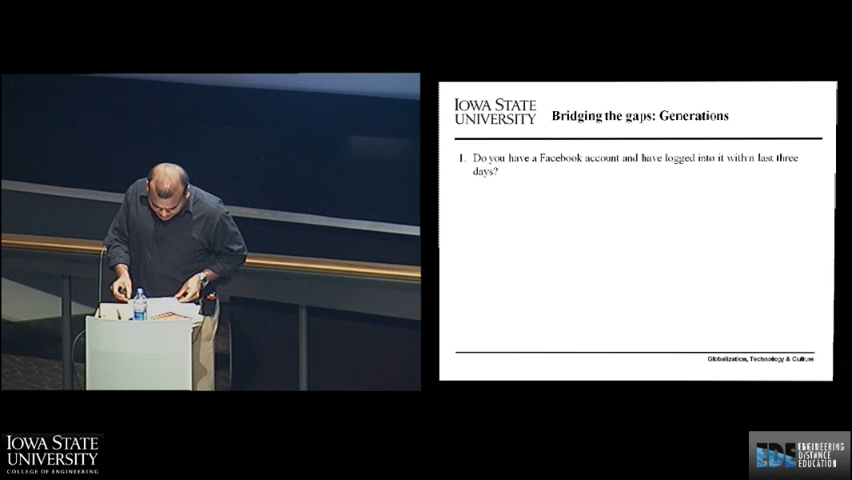 IOWA STATE
UNIVERSITY
Bridging the gaps: Generations
1. Do you have a Facebook account and have logged into it within last three
days?
Globalization, Technology & Culture
IOWA STATE
UNIVERSITY
COLLEGE OF ENGINEERING
EDE ENGINEERING
DISTANCE
EDUCATION